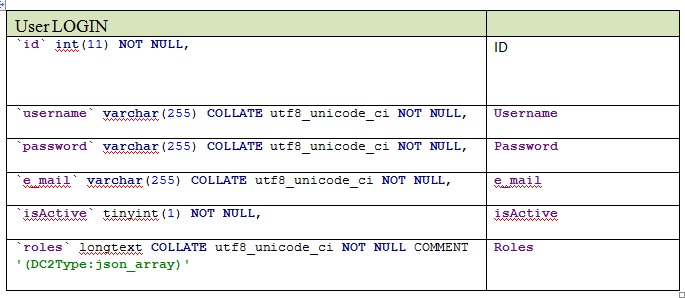 User LOGIN
`id` int(11) NOT NULL,
ID
`username` varchar(255) COLLATE utf8_unicode_ci NOT NULL,
Username
`password` varchar(255) COLLATE utf8_unicode_ci NOT NULL,
Password
`e_mail` varchar(255) COLLATE utf8_unicode_ci NOT NULL,
e_mail
`isActive` tinyint(1) NOT NULL,
isActive
`roles` longtext COLLATE utf8_unicode_ci NOT NULL COMMENT
Roles
'(DC2Type:json_array)'